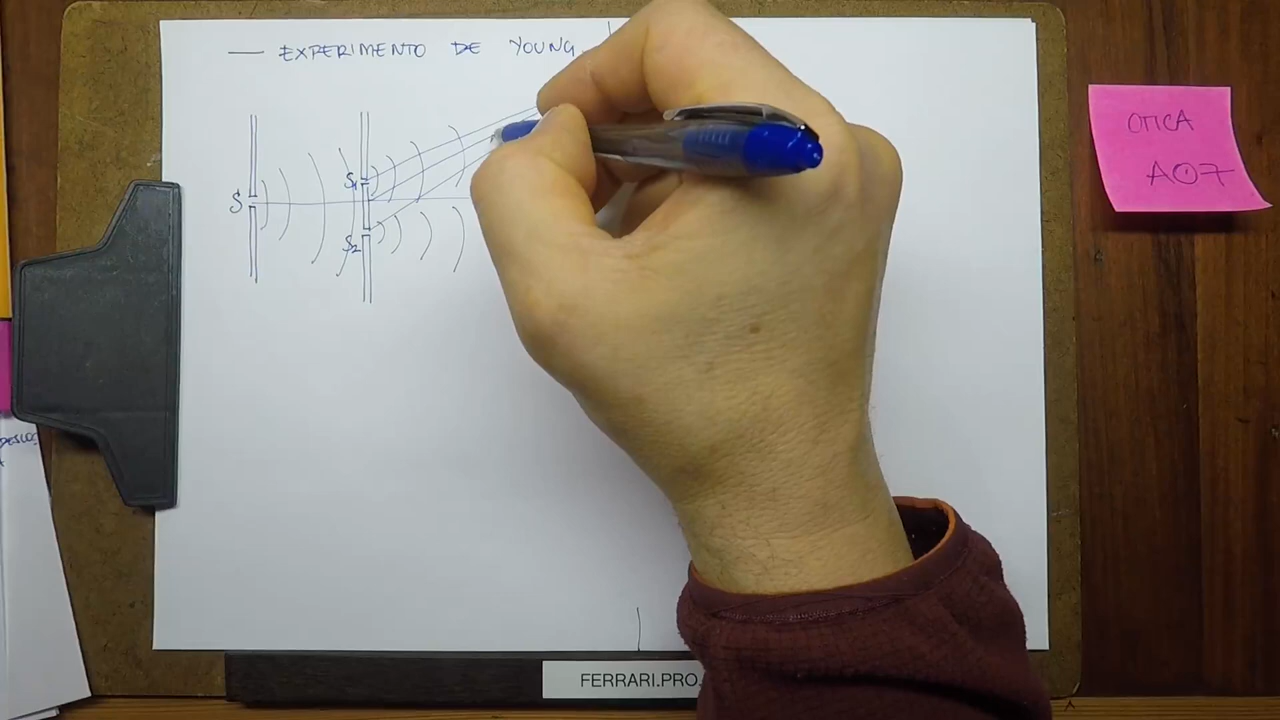 — EXPERIMENTO DE YOUNG
OTICA
A07
S
S1
S2
FERRARI.PRO.